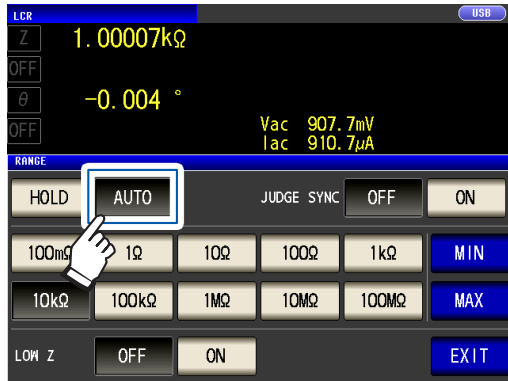 LCR USB
Z 1.00007kΩ
OFF
θ -0.004 °
OFF
Vac 907.7mV
Iac 910.7μA
RANGE
HOLD AUTO JUDGE SYNC OFF ON
100mΩ 1Ω 10Ω 100Ω 1kΩ MIN
10kΩ 100kΩ 1MΩ 10MΩ 100MΩ MAX
LOW Z OFF ON EXIT